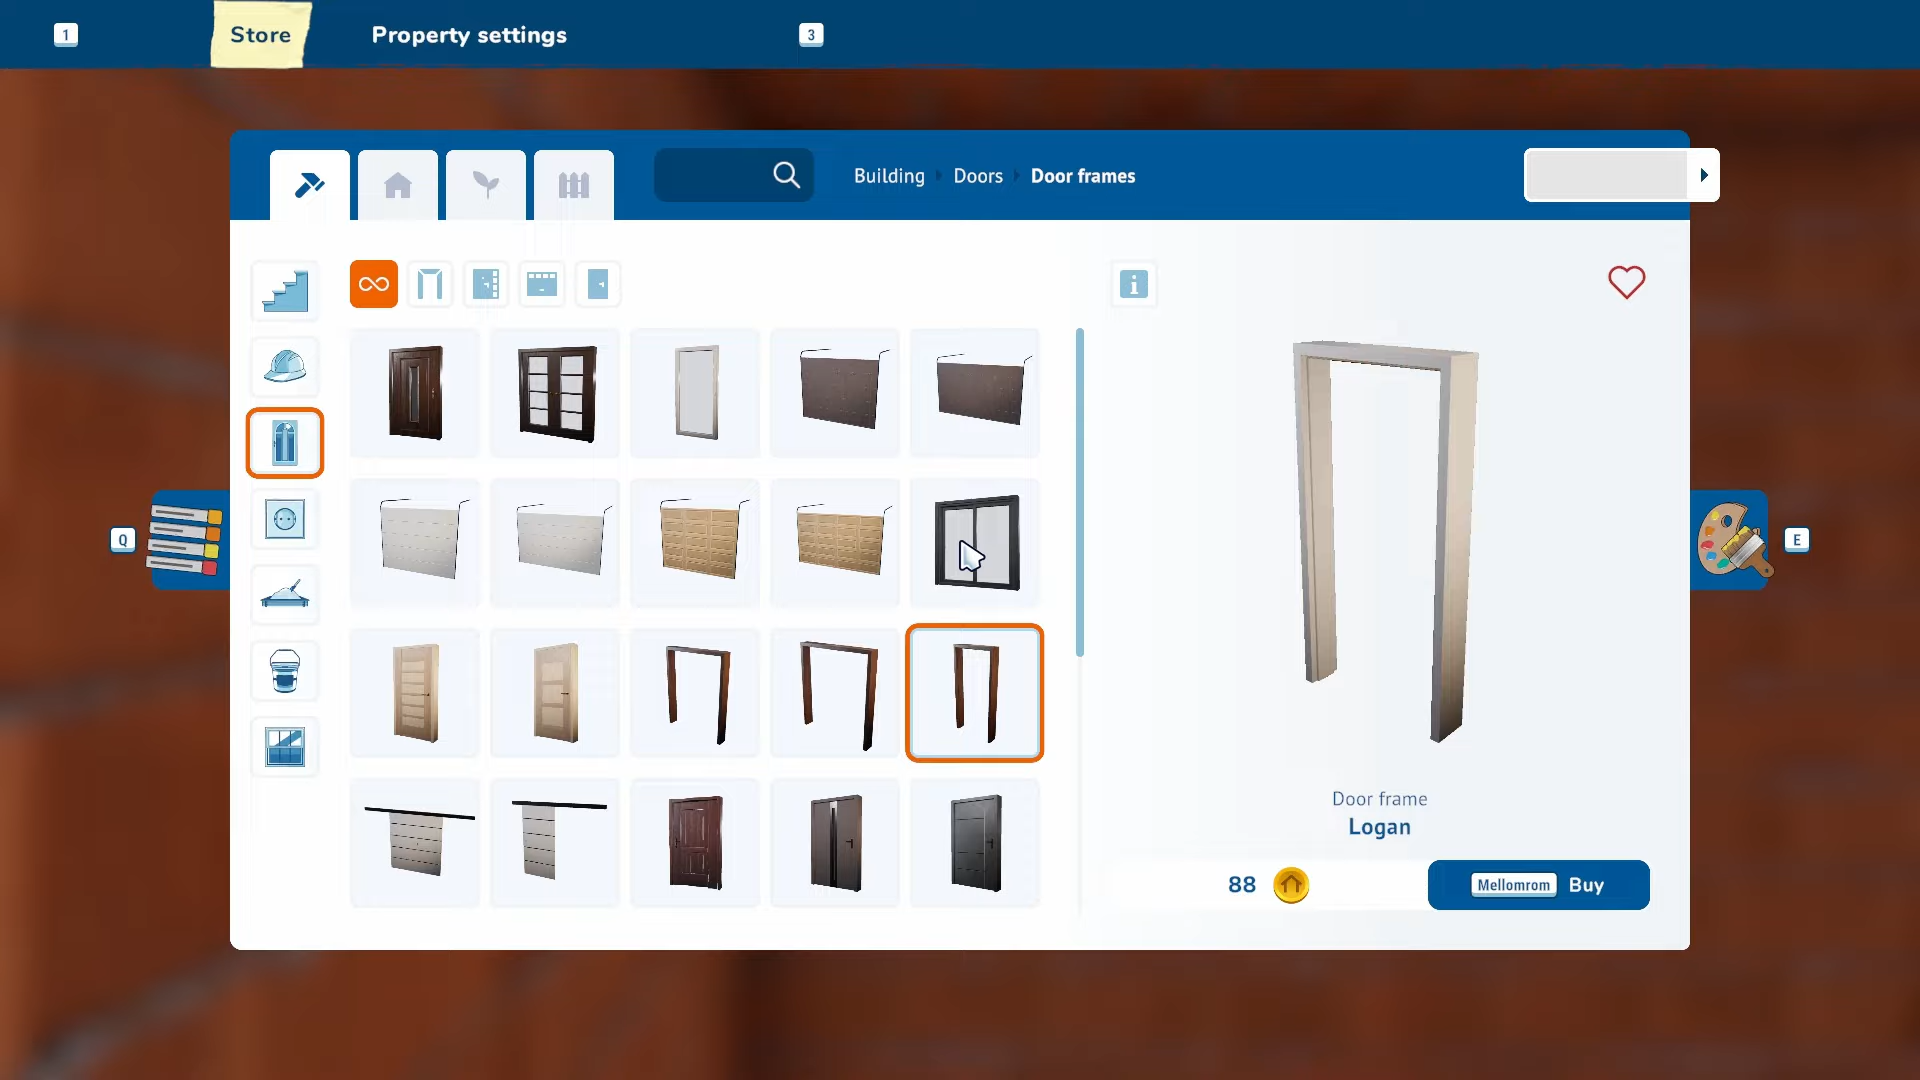 1
Store
Property settings
3
Building
Doors
Door frames
Q
E
Door frame
Logan
88
Mellomrom
Buy